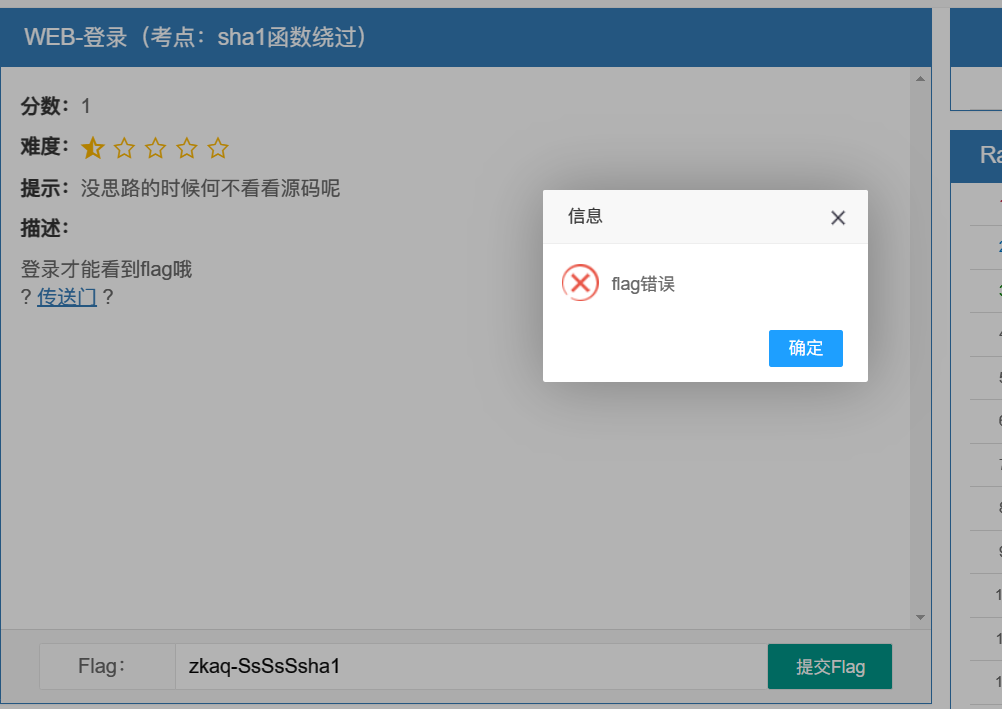 WEB-登录（考点：sha1函数绕过）
分数： 1
难度：
提示： 没思路的时候何不看看源码呢
描述：
登录才能看到flag哦
? 传送门 ?
信息
flag错误
确定
Flag：
zkaq-SsSsSsha1
提交Flag
Ra